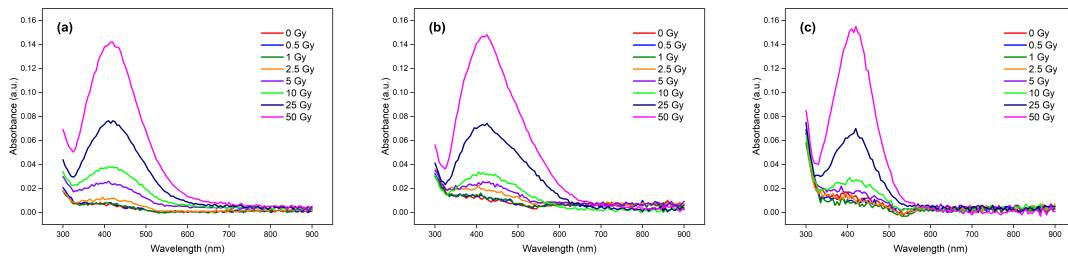 (a)
0.16
0.14
0.12
0.10
0.08
0.06
0.04
0.02
0.00
Absorbance (a.u.)
0 Gy
0.5 Gy
1 Gy
2.5 Gy
5 Gy
10 Gy
25 Gy
50 Gy
300 400 500 600 700 800 900
Wavelength (nm)
(b)
0.16
0.14
0.12
0.10
0.08
0.06
0.04
0.02
0.00
Absorbance (a.u.)
0 Gy
0.5 Gy
1 Gy
2.5 Gy
5 Gy
10 Gy
25 Gy
50 Gy
300 400 500 600 700 800 900
Wavelength (nm)
(c)
0.16
0.14
0.12
0.10
0.08
0.06
0.04
0.02
0.00
Absorbance (a.u.)
0 Gy
0.5 Gy
1 Gy
2.5 Gy
5 Gy
10 Gy
25 Gy
50 Gy
300 400 500 600 700 800 900
Wavelength (nm)